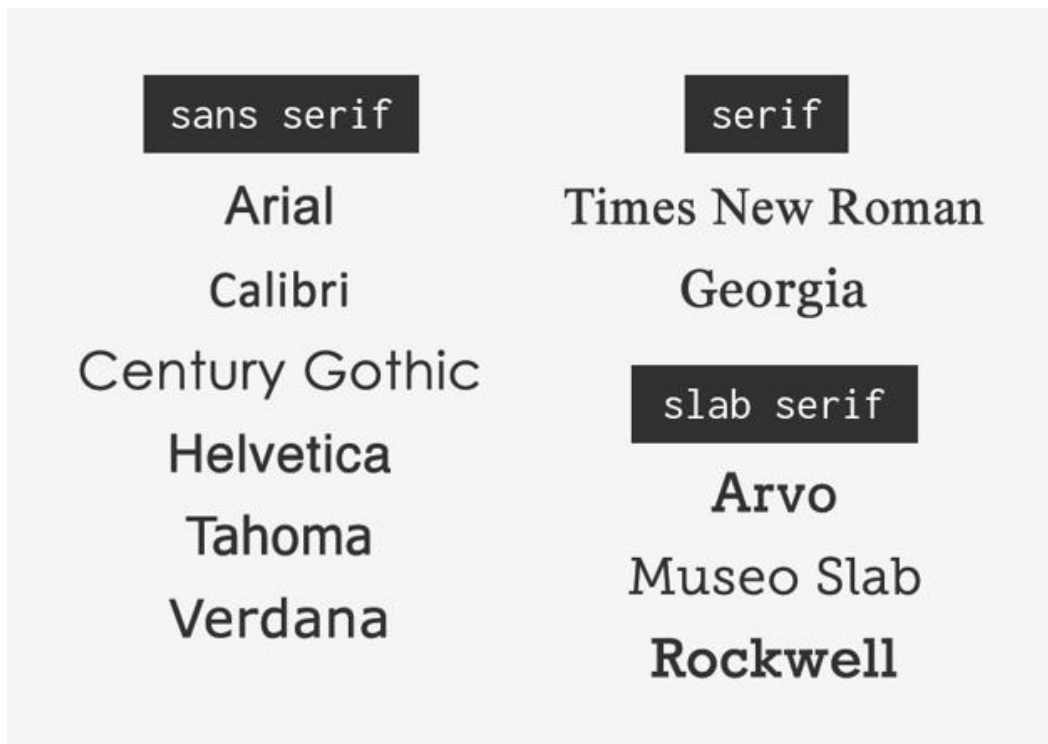 sans serif
Arial
Calibri
Century Gothic
Helvetica
Tahoma
Verdana
serif
Times New Roman
Georgia
slab serif
Arvo
Museo Slab
Rockwell